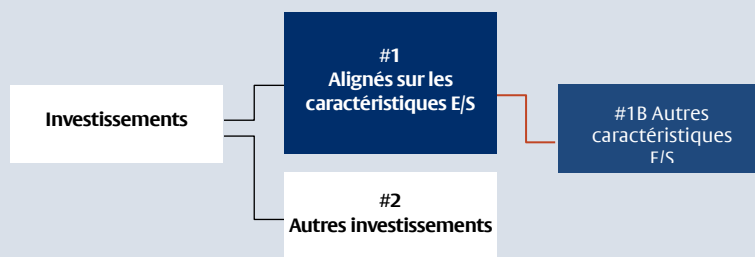 Investissements
#1
Alignés sur les
caractéristiques E/S
#1B Autres
caractéristiques
E/S
#2
Autres investissements